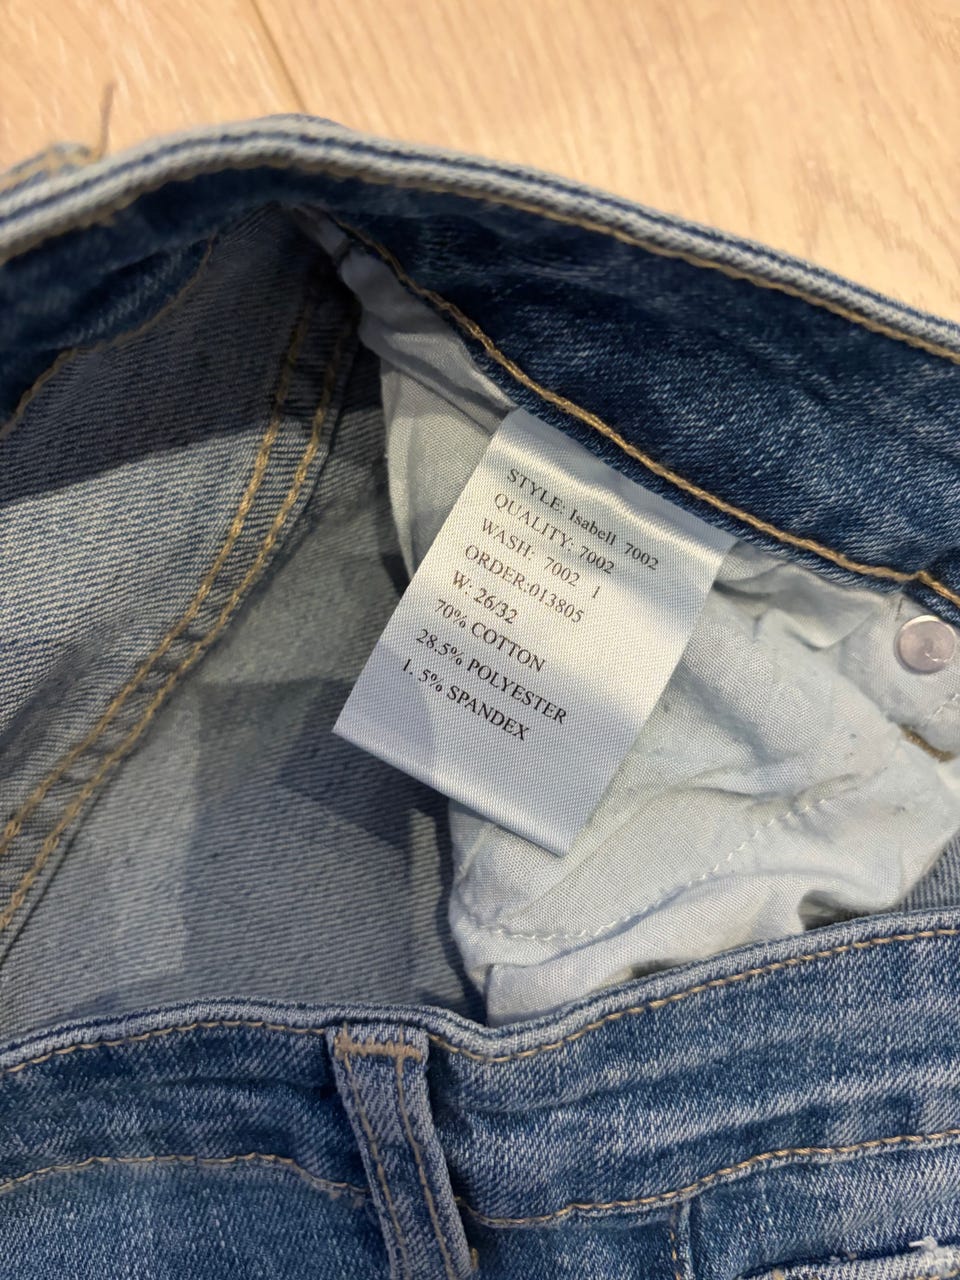 STYLE: Isabell 7002
QUALITY: 7002
WASH: 7002 1
ORDER:013805
W: 26/32
70% COTTON
28.5% POLYESTER
1. 5% SPANDEX